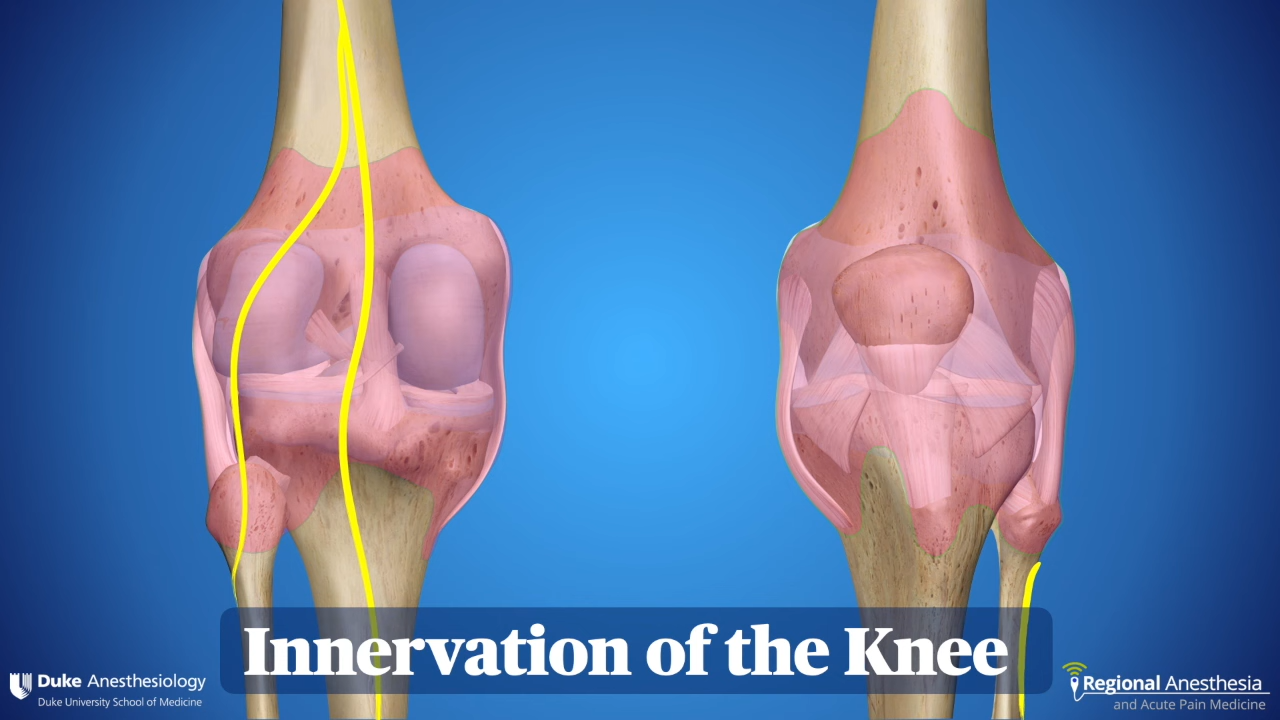 Innervation of the Knee
Duke Anesthesiology
Duke University School of Medicine
Regional Anesthesia
and Acute Pain Medicine